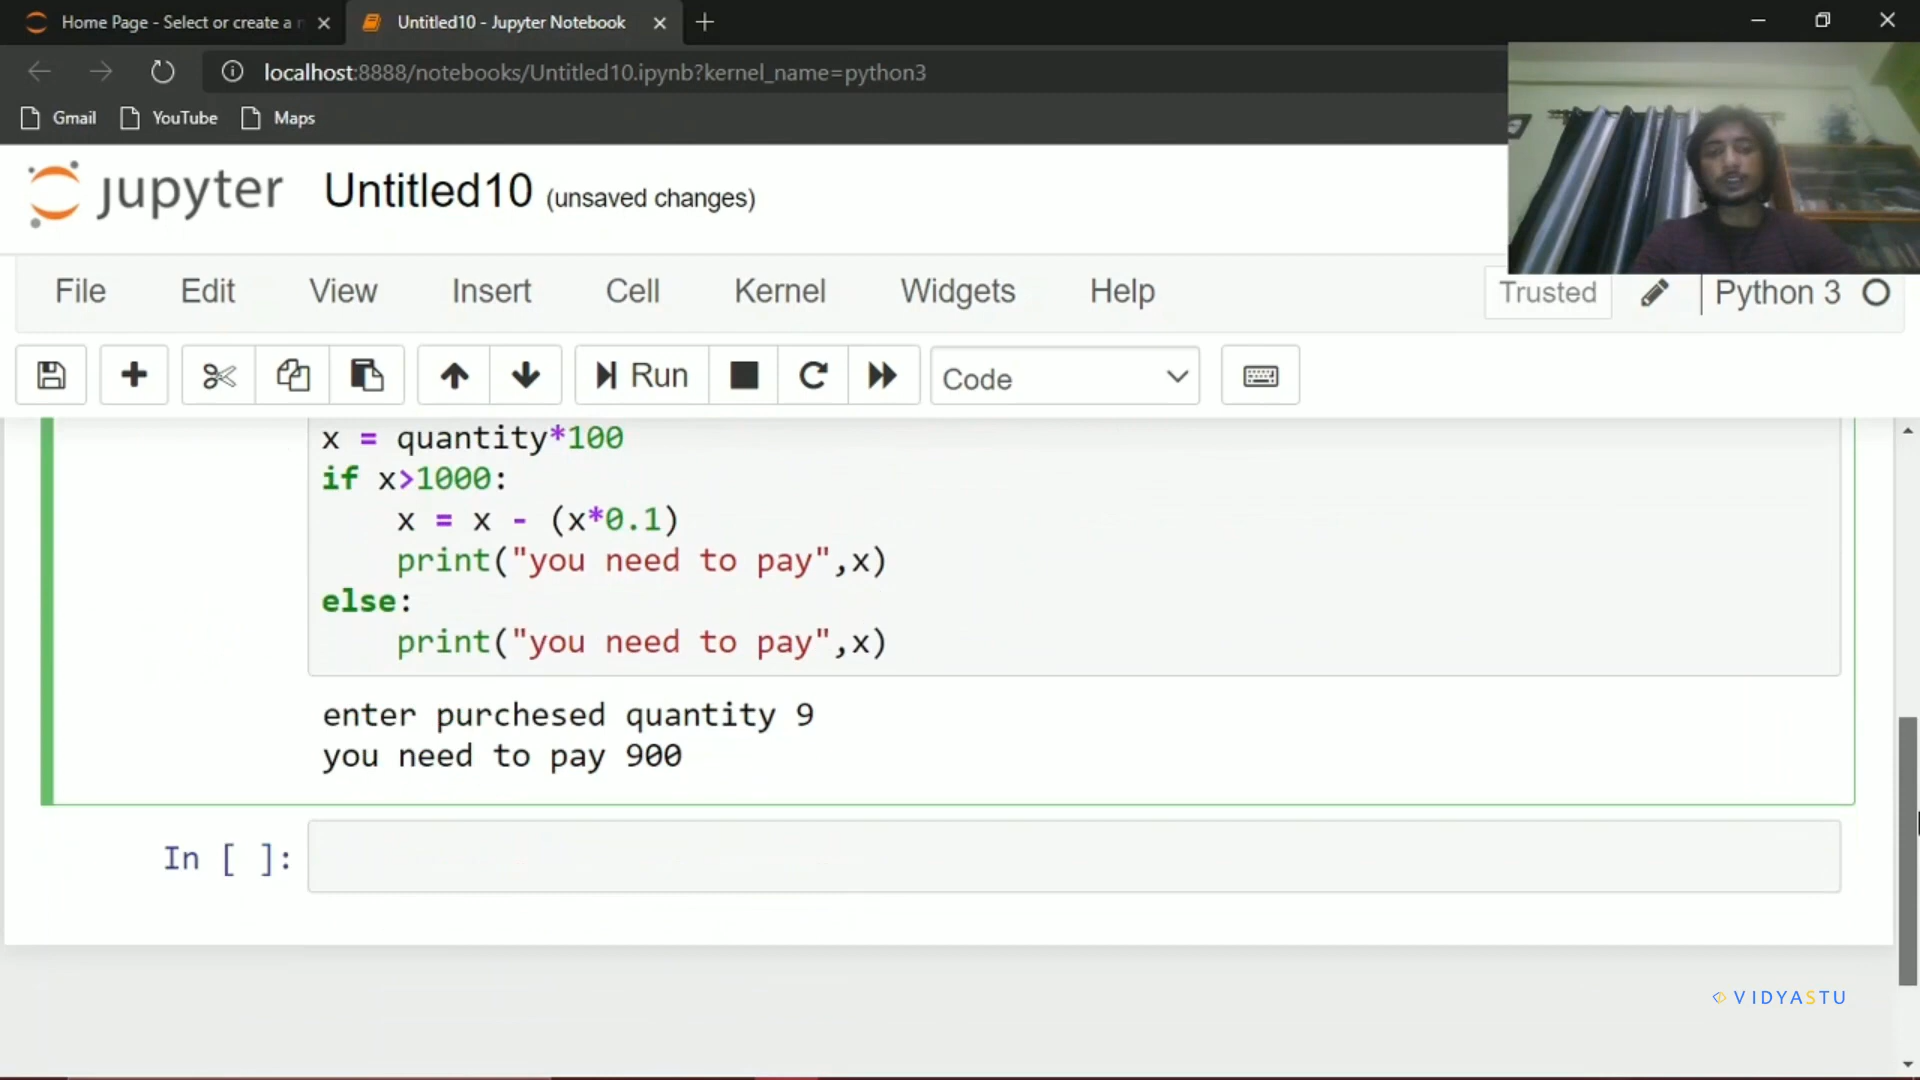 Home Page - Select or create a n
Untitled10 - Jupyter Notebook
localhost:8888/notebooks/Untitled10.ipynb?kernel_name=python3
Gmail YouTube Maps
jupyter Untitled10 (unsaved changes)
File Edit View Insert Cell Kernel Widgets Help Trusted Python 3
Run Code
x = quantity*100
if x>1000:
    x = x - (x*0.1)
    print("you need to pay",x)
else:
    print("you need to pay",x)
enter purchesed quantity 9
you need to pay 900
In [ ]:
VIDYASTU